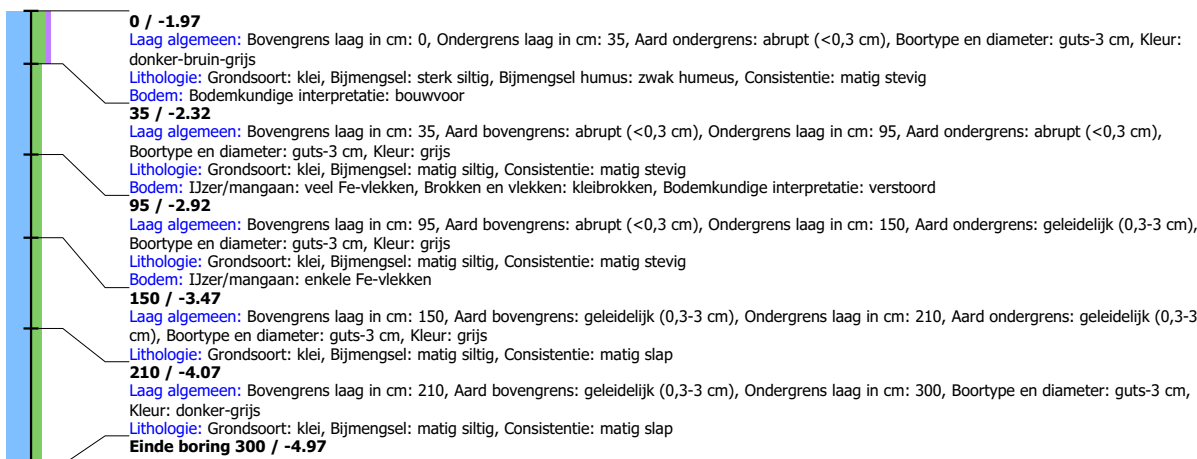 0 / -1.97
Laag algemeen: Bovengrens laag in cm: 0, Ondergrens laag in cm: 35, Aard ondergrens: abrupt (<0,3 cm), Boortype en diameter: guts-3 cm, Kleur:
donker-bruin-grijs
Lithologie: Grondsoort: klei, Bijmengsel: sterk siltig, Bijmengsel humus: zwak humeus, Consistentie: matig stevig
Bodem: Bodemkundige interpretatie: bouwvoor
35 / -2.32
Laag algemeen: Bovengrens laag in cm: 35, Aard bovengrens: abrupt (<0,3 cm), Ondergrens laag in cm: 95, Aard ondergrens: abrupt (<0,3 cm),
Boortype en diameter: guts-3 cm, Kleur: grijs
Lithologie: Grondsoort: klei, Bijmengsel: matig siltig, Consistentie: matig stevig
Bodem: IJzer/mangaan: veel Fe-vlekken, Brokken en vlekken: kleibrokken, Bodemkundige interpretatie: verstoord
95 / -2.92
Laag algemeen: Bovengrens laag in cm: 95, Aard bovengrens: abrupt (<0,3 cm), Ondergrens laag in cm: 150, Aard ondergrens: geleidelijk (0,3-3 cm),
Boortype en diameter: guts-3 cm, Kleur: grijs
Lithologie: Grondsoort: klei, Bijmengsel: matig siltig, Consistentie: matig stevig
Bodem: IJzer/mangaan: enkele Fe-vlekken
150 / -3.47
Laag algemeen: Bovengrens laag in cm: 150, Aard bovengrens: geleidelijk (0,3-3 cm), Ondergrens laag in cm: 210, Aard ondergrens: geleidelijk (0,3-3
cm), Boortype en diameter: guts-3 cm, Kleur: grijs
Lithologie: Grondsoort: klei, Bijmengsel: matig siltig, Consistentie: matig slap
210 / -4.07
Laag algemeen: Bovengrens laag in cm: 210, Aard bovengrens: geleidelijk (0,3-3 cm), Ondergrens laag in cm: 300, Boortype en diameter: guts-3 cm,
Kleur: donker-grijs
Lithologie: Grondsoort: klei, Bijmengsel: matig siltig, Consistentie: matig slap
Einde boring 300 / -4.97